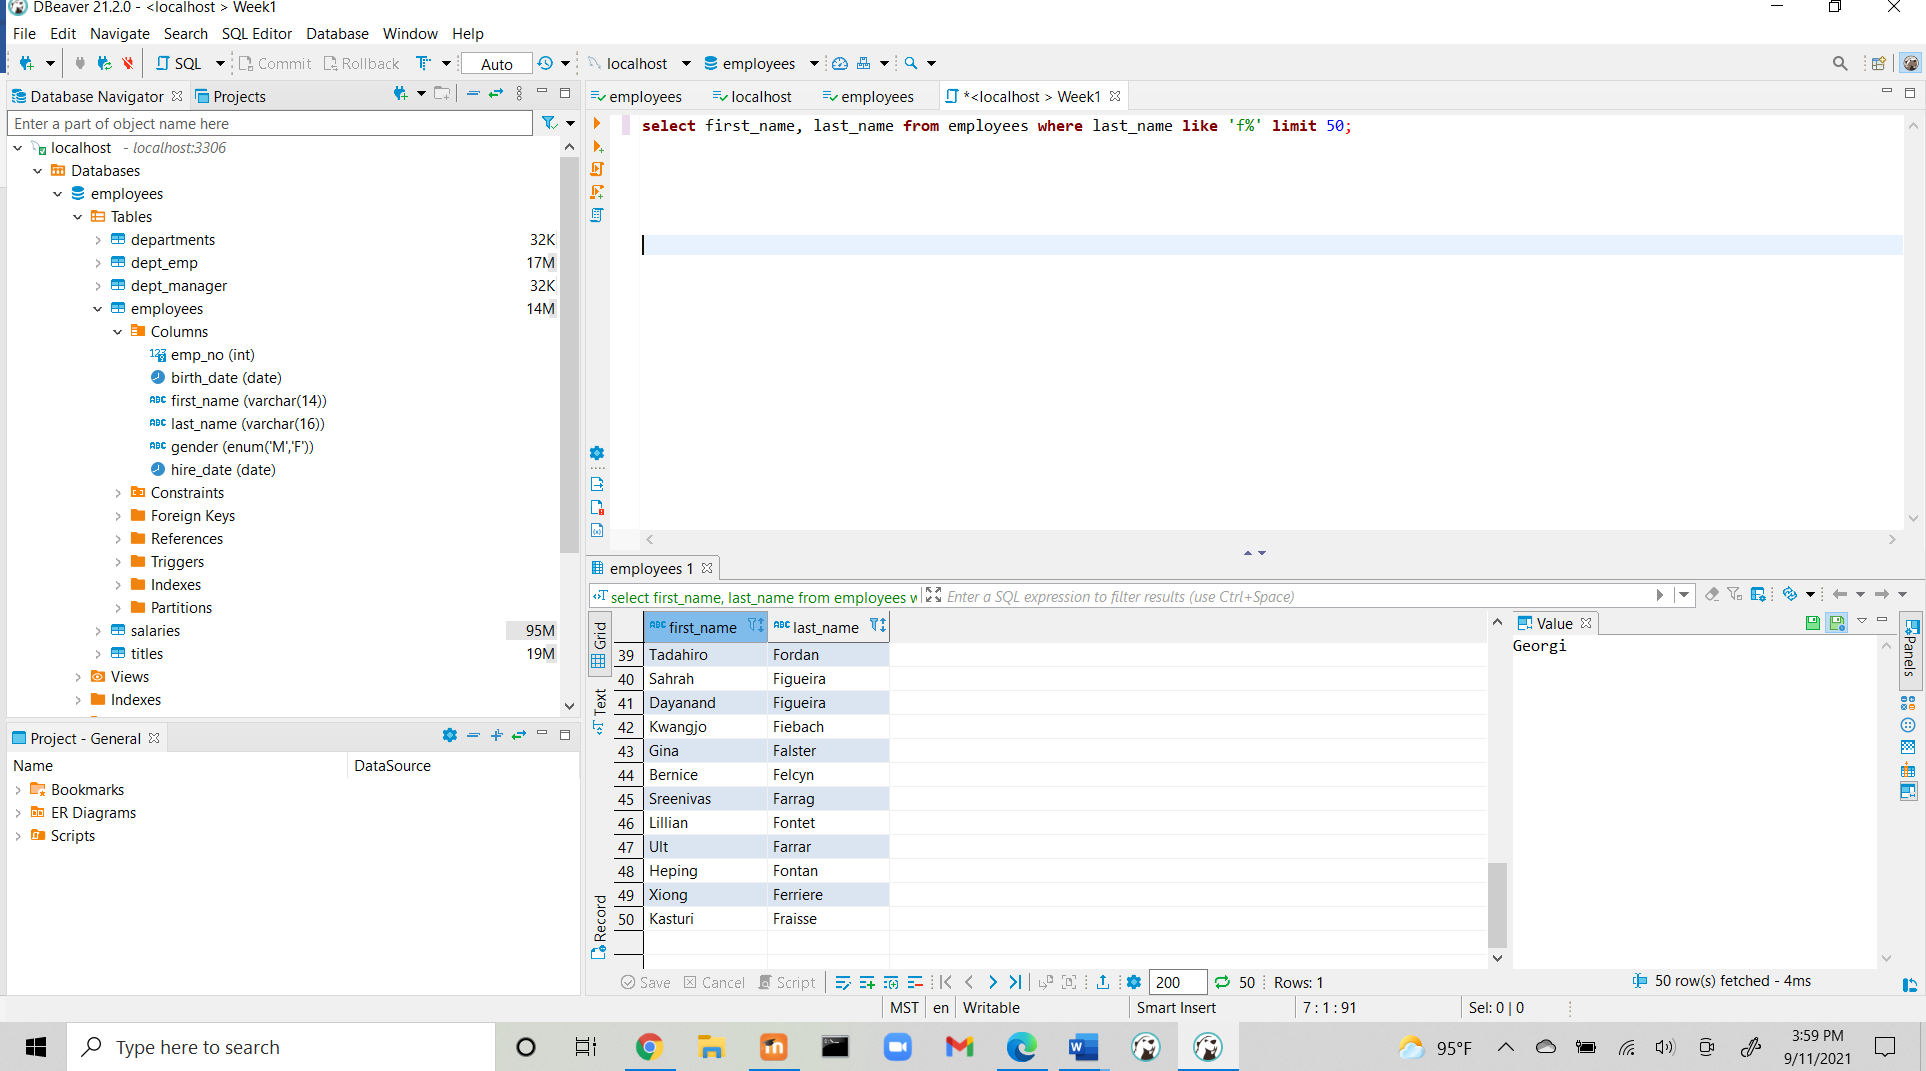 DBeaver 21.2.0 - <localhost > Week1
File Edit Navigate Search SQL Editor Database Window Help
SQL Commit Rollback Auto localhost employees
Database Navigator Projects
employees localhost employees *<localhost > Week1
Enter a part of object name here
select first_name, last_name from employees where last_name like 'f%' limit 50;
localhost - localhost:3306
Databases
employees
Tables
departments 32K
dept_emp 17M
dept_manager 32K
employees 14M
Columns
123 emp_no (int)
birth_date (date)
ABC first_name (varchar(14))
ABC last_name (varchar(16))
ABC gender (enum('M','F'))
hire_date (date)
Constraints
Foreign Keys
References
Triggers
Indexes
Partitions
salaries 95M
titles 19M
Views
Indexes
Project - General
Name DataSource
Bookmarks
ER Diagrams
Scripts
employees 1
select first_name, last_name from employees w Enter a SQL expression to filter results (use Ctrl+Space)
Grid
Text
Record
ABC first_name ABC last_name
39 Tadahiro Fordan
40 Sahrah Figueira
41 Dayanand Figueira
42 Kwangjo Fiebach
43 Gina Falster
44 Bernice Felcyn
45 Sreenivas Farrag
46 Lillian Fontet
47 Ult Farrar
48 Heping Fontan
49 Xiong Ferriere
50 Kasturi Fraisse
Value
Georgi
Panels
Save Cancel Script 200 50 Rows: 1 50 row(s) fetched - 4ms
MST en Writable Smart Insert 7 : 1 : 91 Sel: 0 | 0
Type here to search
95°F
3:59 PM
9/11/2021